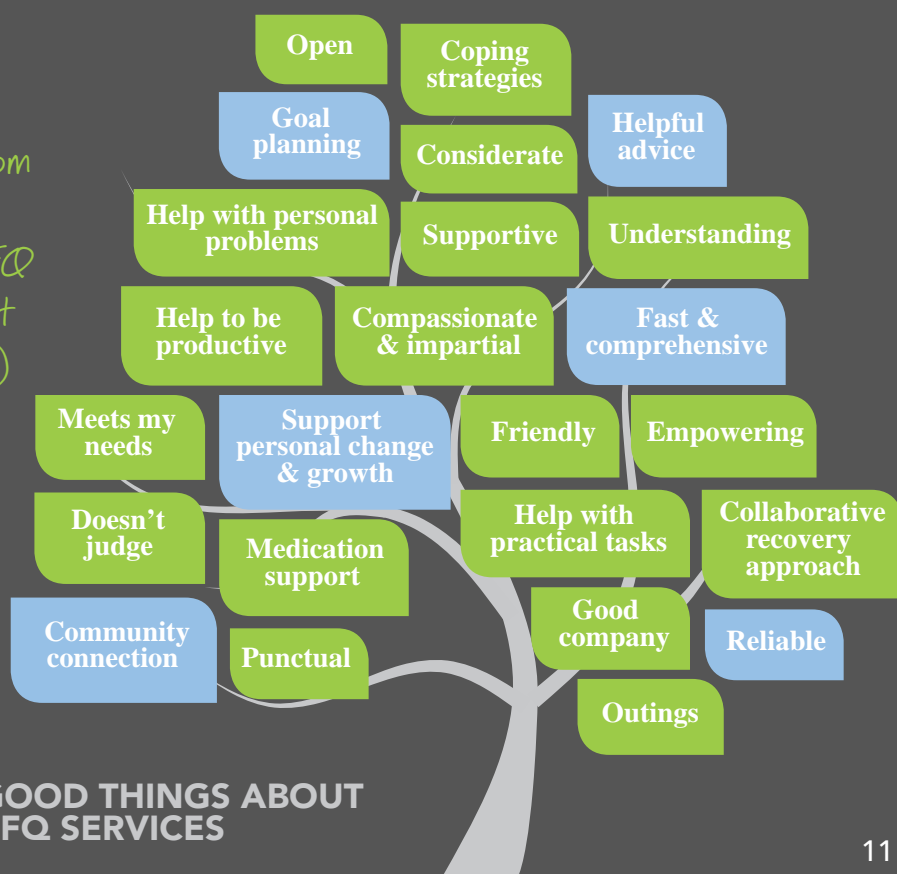 Open
Coping
strategies
Goal
planning
Considerate
Helpful
advice
Help with personal
problems
Supportive
Understanding
Help to be
productive
Compassionate
& impartial
Fast &
comprehensive
Meets my
needs
Support
personal change
& growth
Friendly
Empowering
Doesn't
judge
Medication
support
Help with
practical tasks
Collaborative
recovery
approach
Community
connection
Punctual
Good
company
Reliable
Outings
GOOD THINGS ABOUT
FQ SERVICES
11